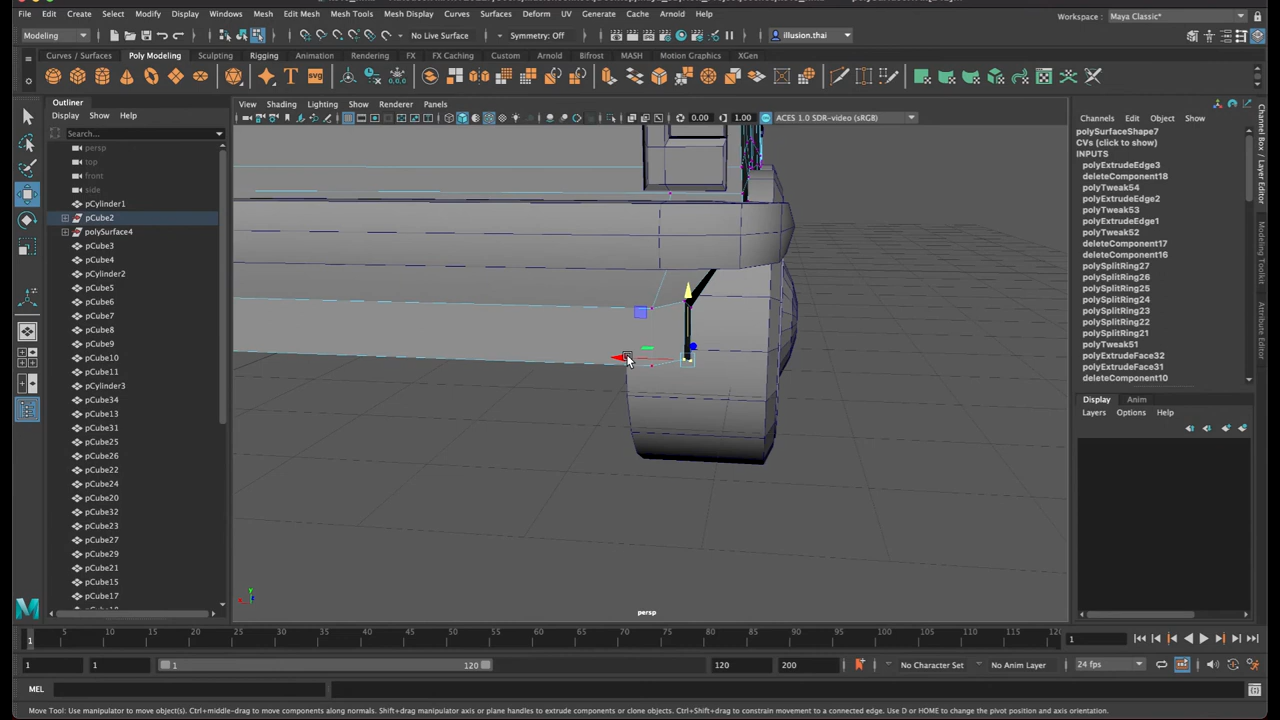 File Edit Create Select Modify Display Windows Mesh Edit Mesh Mesh Tools Mesh Display Curves Surfaces Deform UV Generate Cache Arnold Help
Workspace : Maya Classic*
Modeling
No Live Surface
Symmetry: Off
illusion.thai
Curves / Surfaces Poly Modeling Sculpting Rigging Animation Rendering FX FX Caching Custom Arnold Bifrost MASH Motion Graphics XGen
Outliner
Display Show Help
Search...
persp
top
front
side
pCylinder1
pCube2
polySurface4
pCube3
pCube4
pCylinder2
pCube5
pCube6
pCube7
pCube8
pCube9
pCube10
pCube11
pCylinder3
pCube34
pCube13
pCube31
pCube25
pCube26
pCube22
pCube24
pCube20
pCube32
pCube23
pCube27
pCube29
pCube21
pCube15
pCube17
View Shading Lighting Show Renderer Panels
0.00 1.00 ACES 1.0 SDR-video (sRGB)
persp
Channels Edit Object Show
polySurfaceShape7
CVs (click to show)
INPUTS
polyExtrudeEdge3
deleteComponent18
polyTweak54
polyExtrudeEdge2
polyTweak53
polyExtrudeEdge1
polyTweak52
deleteComponent17
deleteComponent16
polySplitRing27
polySplitRing26
polySplitRing25
polySplitRing24
polySplitRing23
polySplitRing22
polySplitRing21
polyTweak51
polyExtrudeFace32
polyExtrudeFace31
deleteComponent10
Display Anim
Layers Options Help
Channel Box / Layer Editor
Modeling Toolkit
Attribute Editor
1 5 10 15 20 25 30 35 40 45 50 55 60 65 70 75 80 85 90 95 100 105 110 115 120
1
1 1 1 120 120 200 No Character Set No Anim Layer 24 fps
MEL
Move Tool: Use manipulator to move object(s). Ctrl+middle-drag to move components along normals. Shift+drag manipulator axis or plane handles to extrude components or clone objects. Ctrl+Shift+drag to constrain movement to a connected edge. Use D or HOME to change the pivot position and axis orientation.